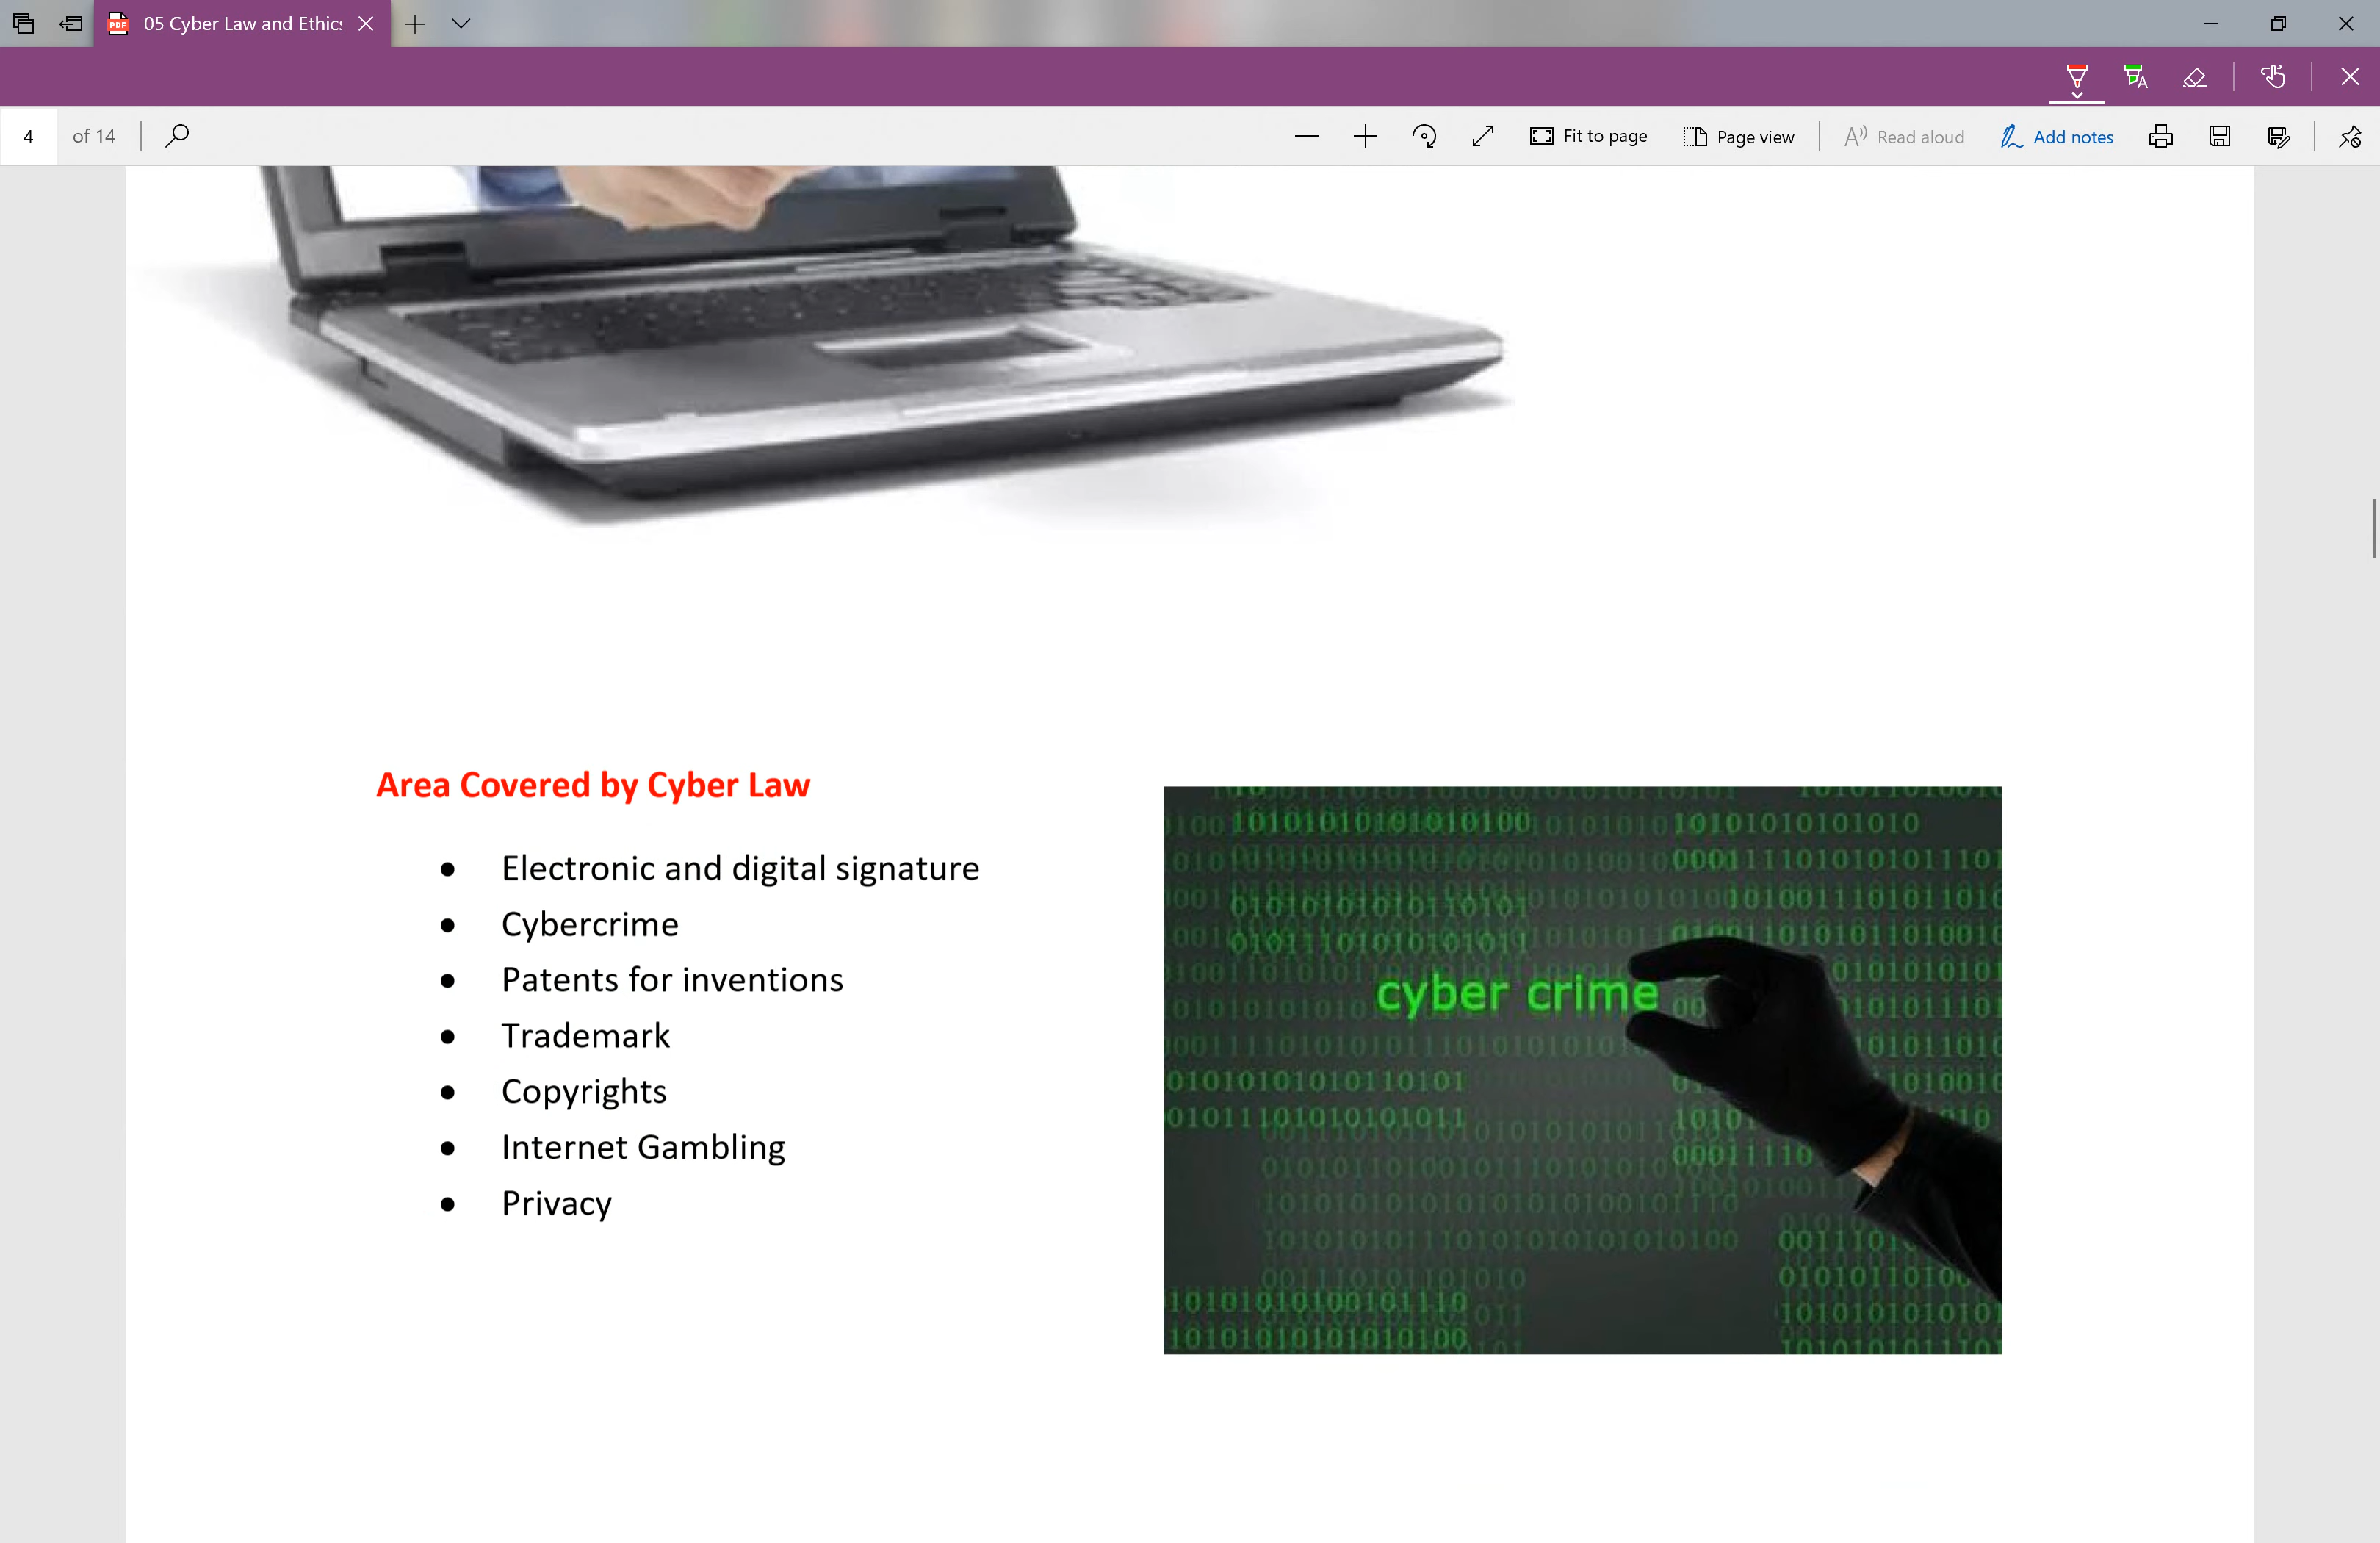 05 Cyber Law and Ethics
4 of 14
Fit to page
Page view
Read aloud
Add notes
Area Covered by Cyber Law
● Electronic and digital signature
● Cybercrime
● Patents for inventions
● Trademark
● Copyrights
● Internet Gambling
● Privacy
cyber crime